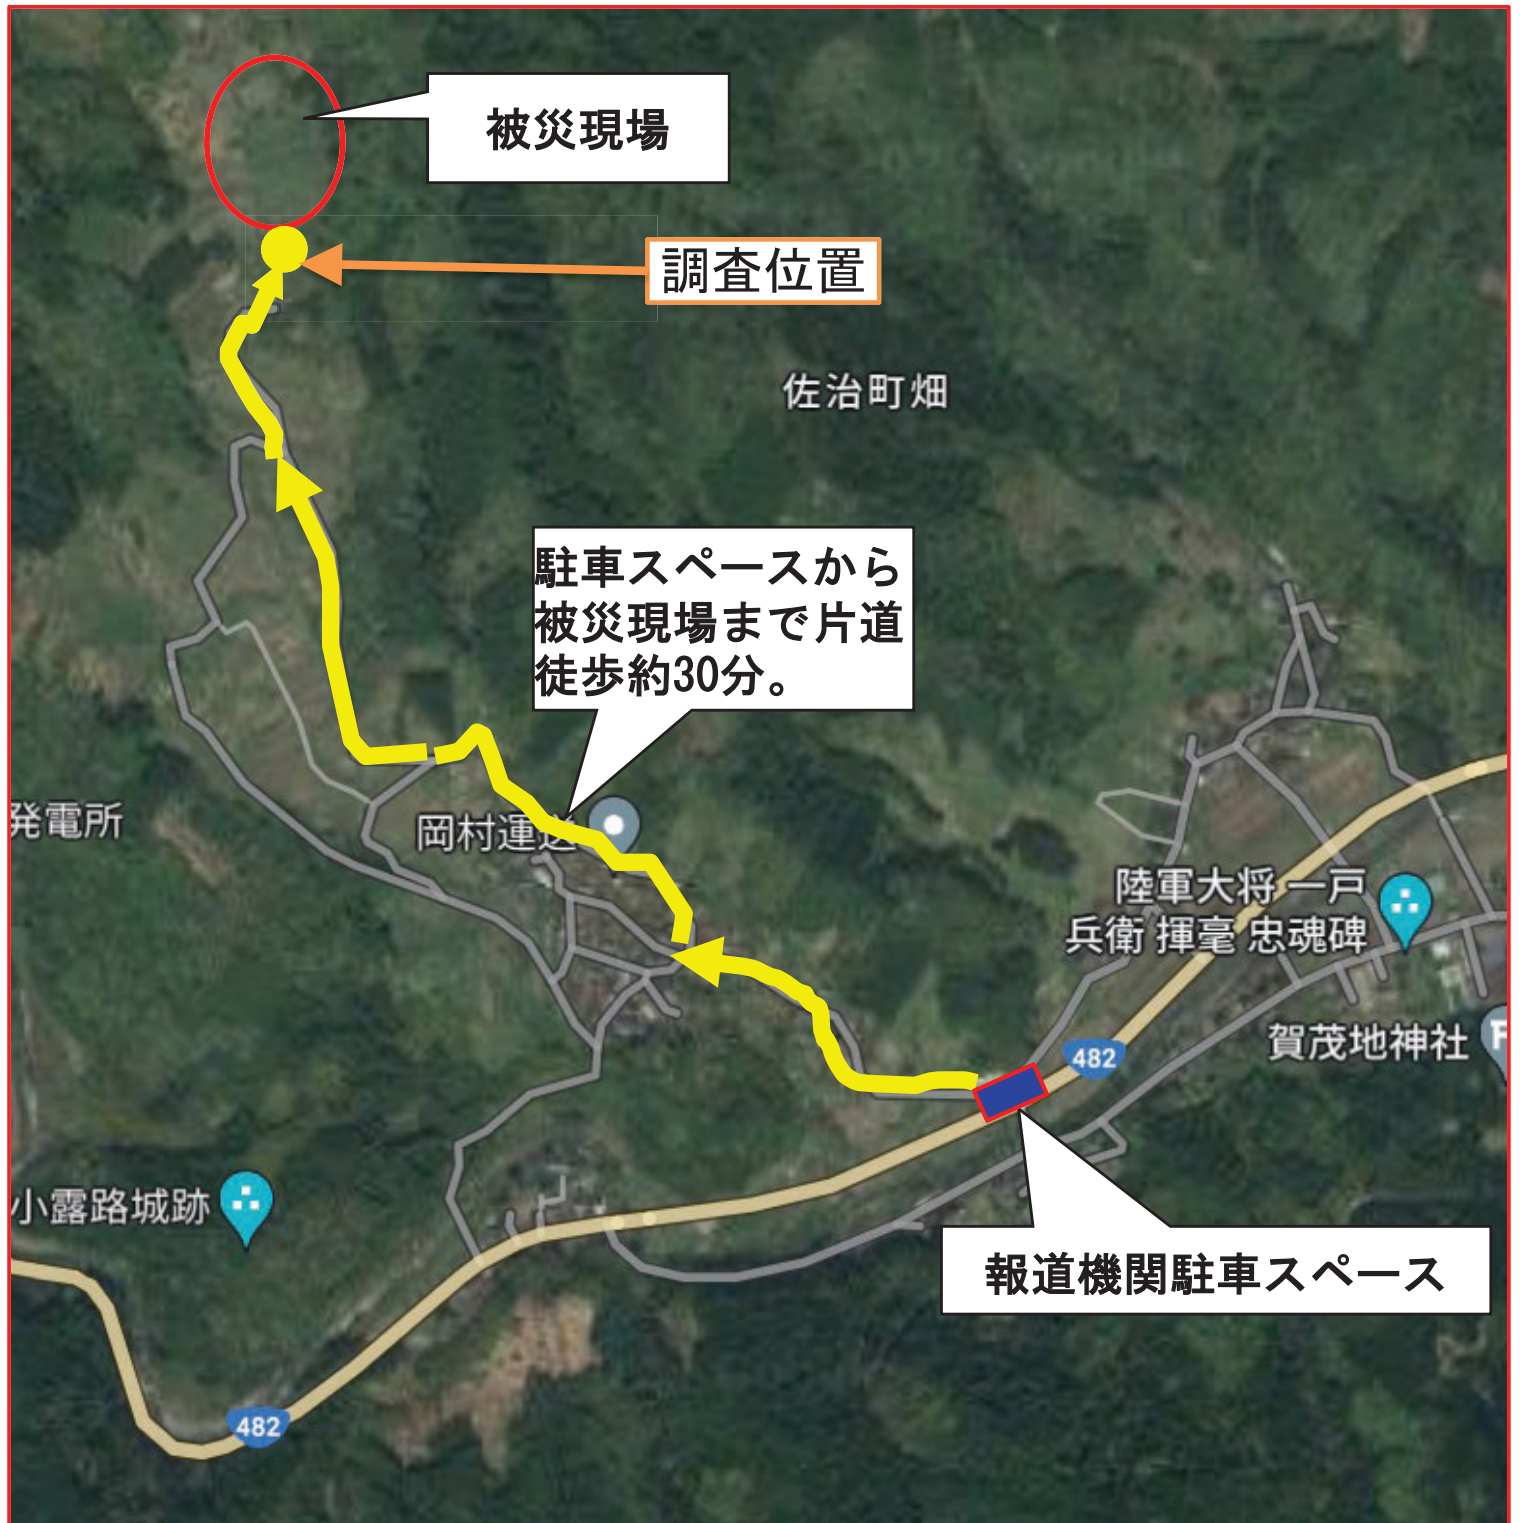 被災現場
調査位置
佐治町畑
駐車スペースから
被災現場まで片道
徒歩約30分。
発電所
岡村運送
陸軍大将 一戸
兵衛 揮毫 忠魂碑
賀茂地神社
482
小露路城跡
報道機関駐車スペース
482